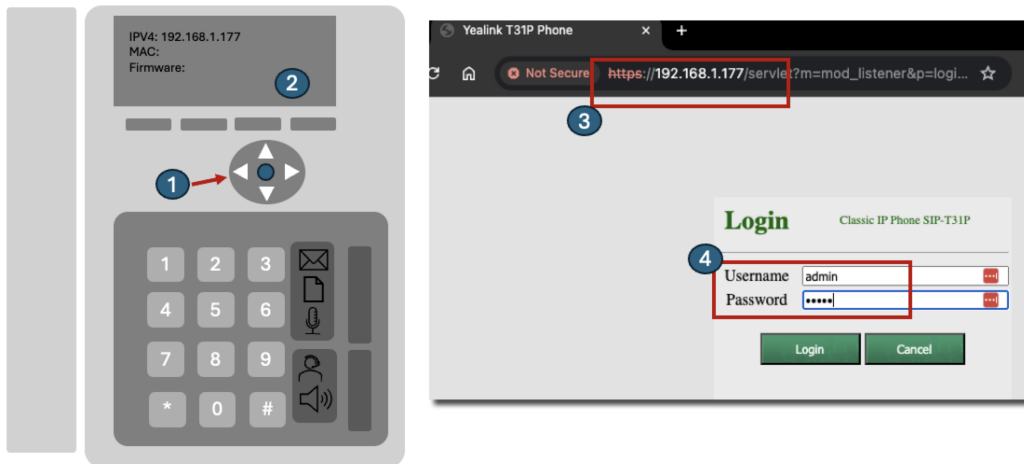 IPV4: 192.168.1.177
MAC:
Firmware:
2
1
1 2 3
4 5 6
7 8 9
* 0 #
Yealink T31P Phone
Not Secure https://192.168.1.177/servlet?m=mod_listener&p=logi...
3
Login Classic IP Phone SIP-T31P
4
Username admin
Password •••••
Login Cancel